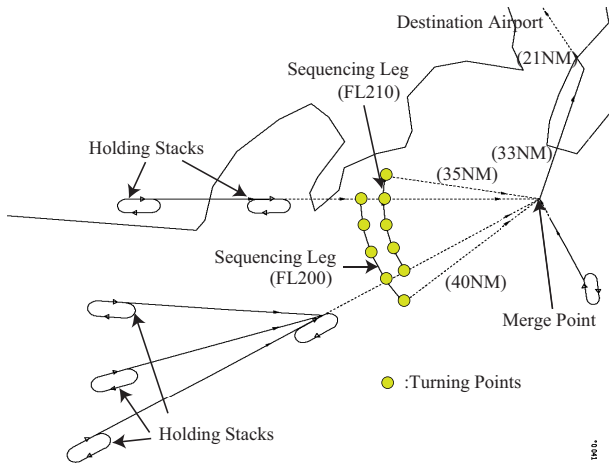 Destination Airport
(21NM)
Sequencing Leg
(FL210)
Holding Stacks
(33NM)
(35NM)
Sequencing Leg
(FL200)
(40NM)
Merge Point
:Turning Points
Holding Stacks